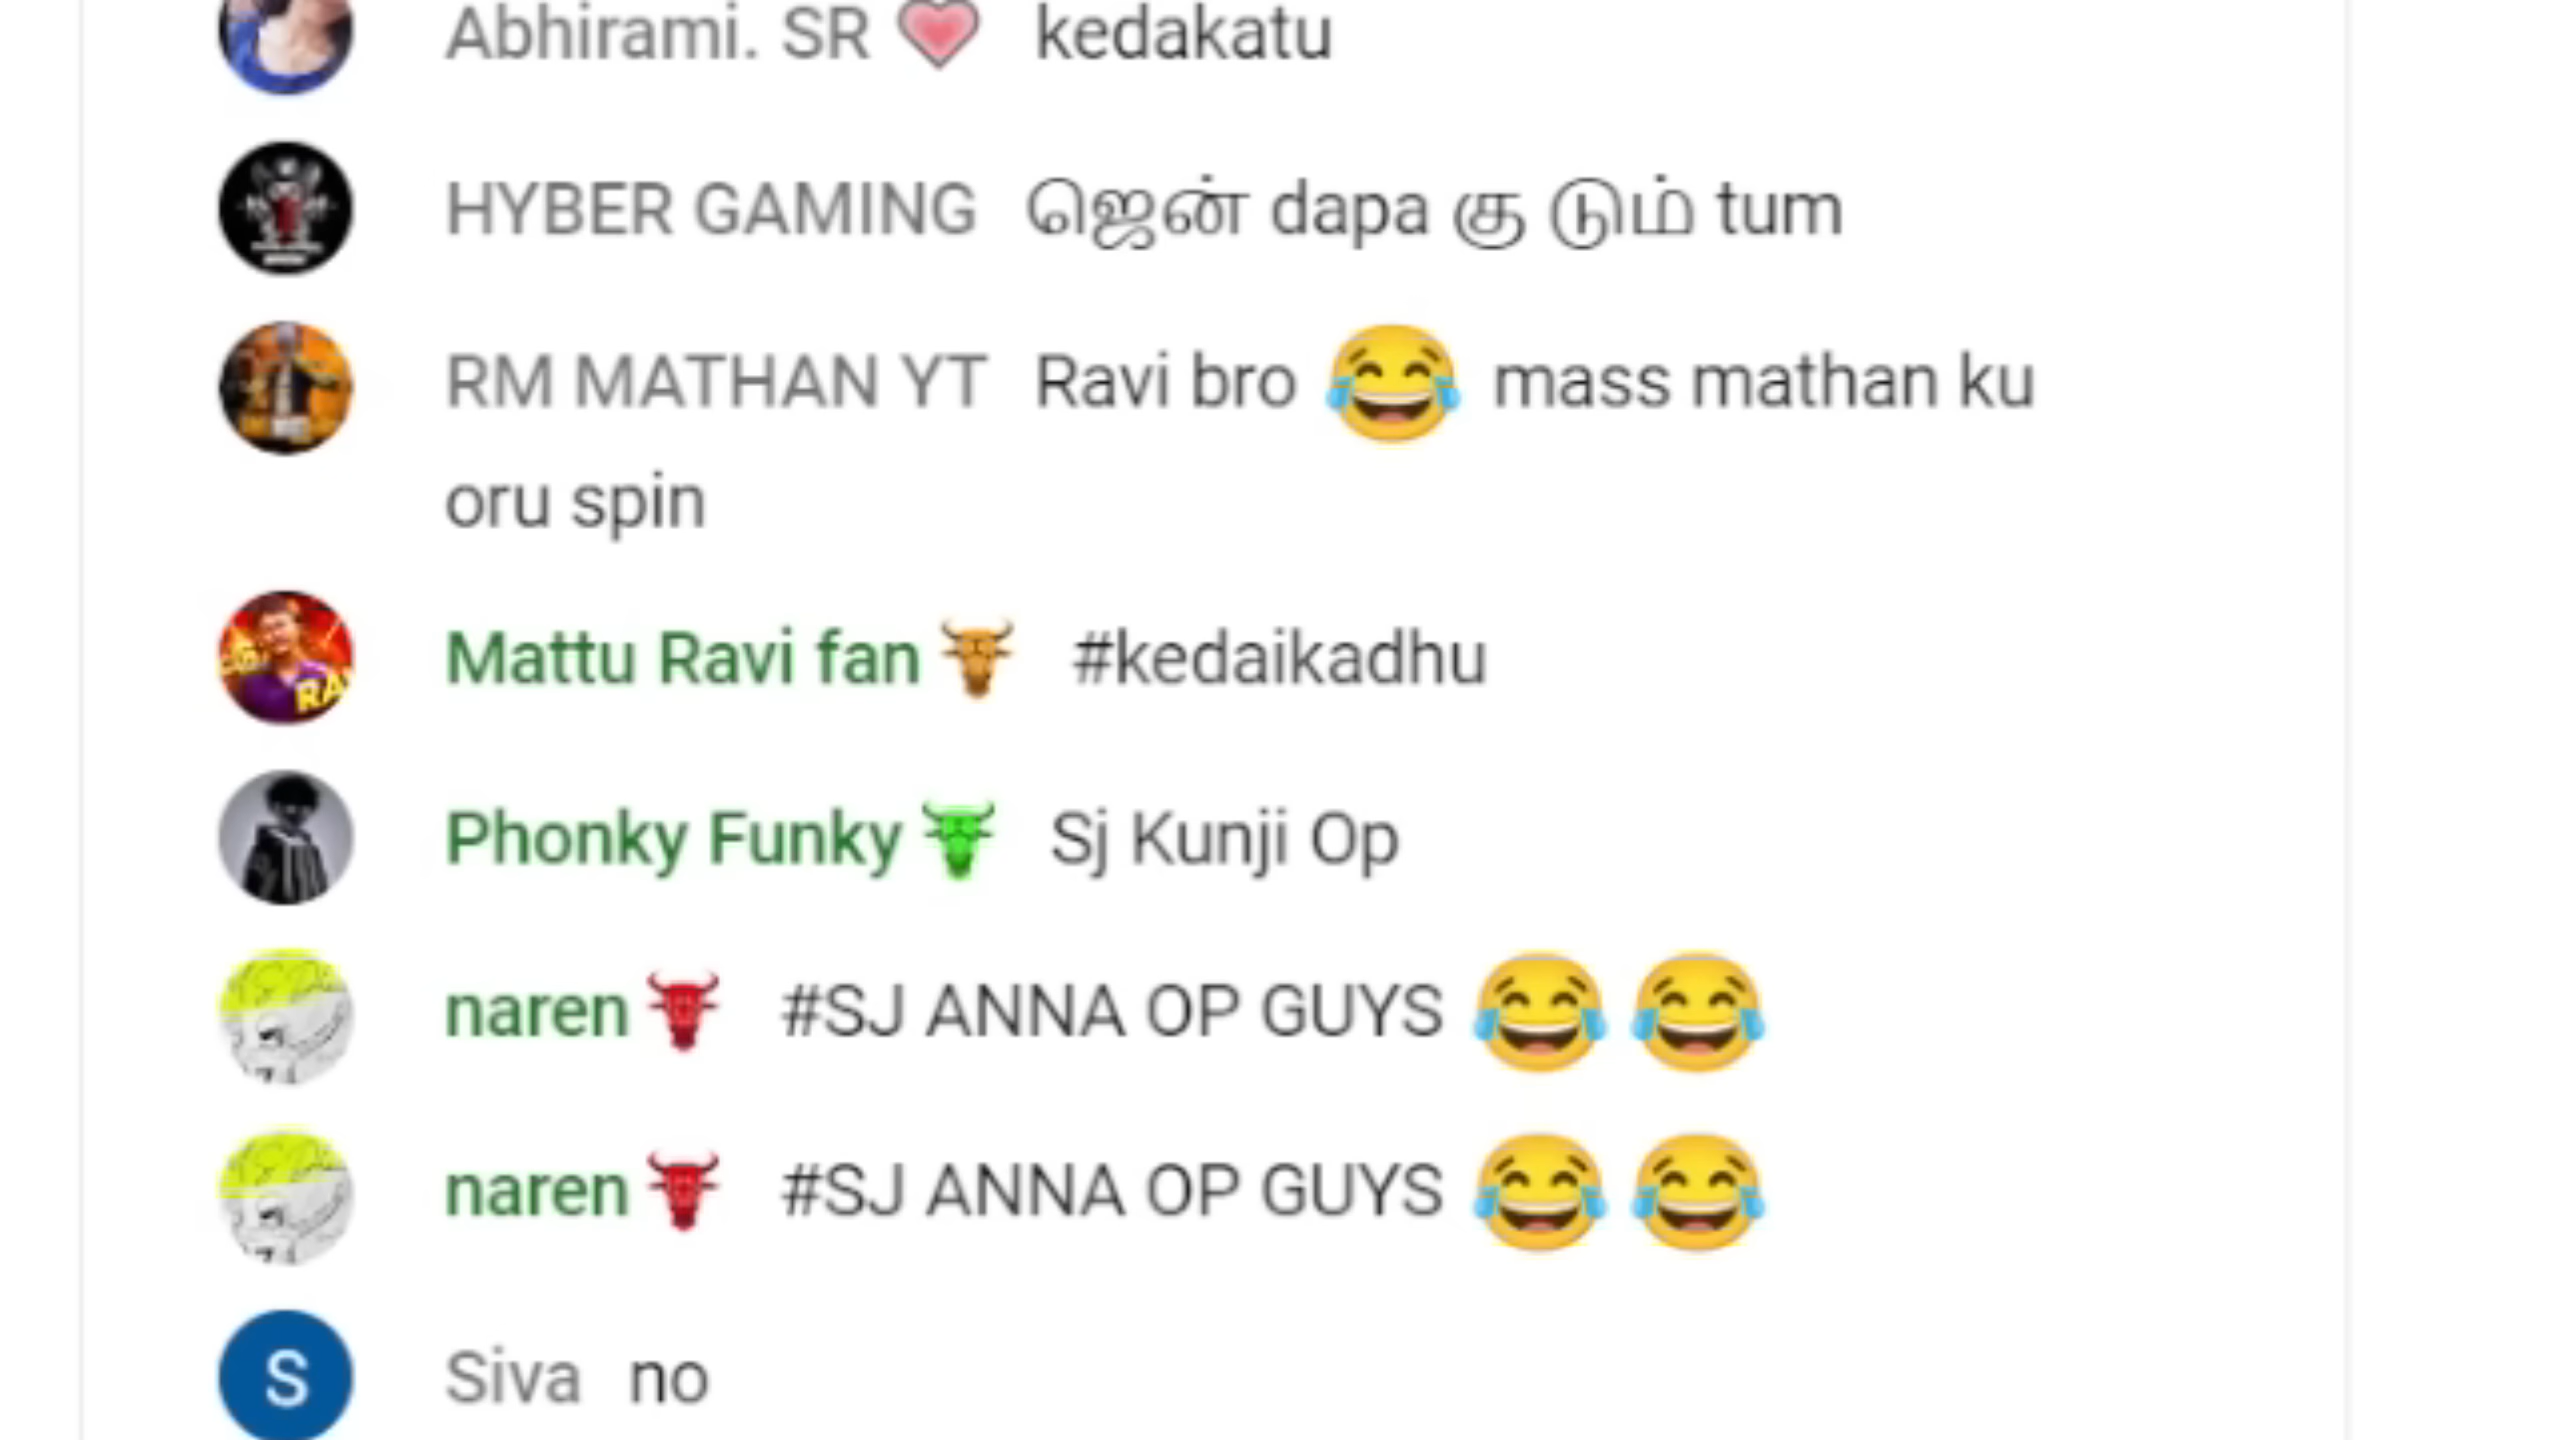 Abhirami. SR 💗 kedakatu
HYBER GAMING ஜென் dapa கு டும் tum
RM MATHAN YT Ravi bro 😂 mass mathan ku
oru spin
Mattu Ravi fan #kedaikadhu
Phonky Funky Sj Kunji Op
naren #SJ ANNA OP GUYS 😂 😂
naren #SJ ANNA OP GUYS 😂 😂
S
Siva no